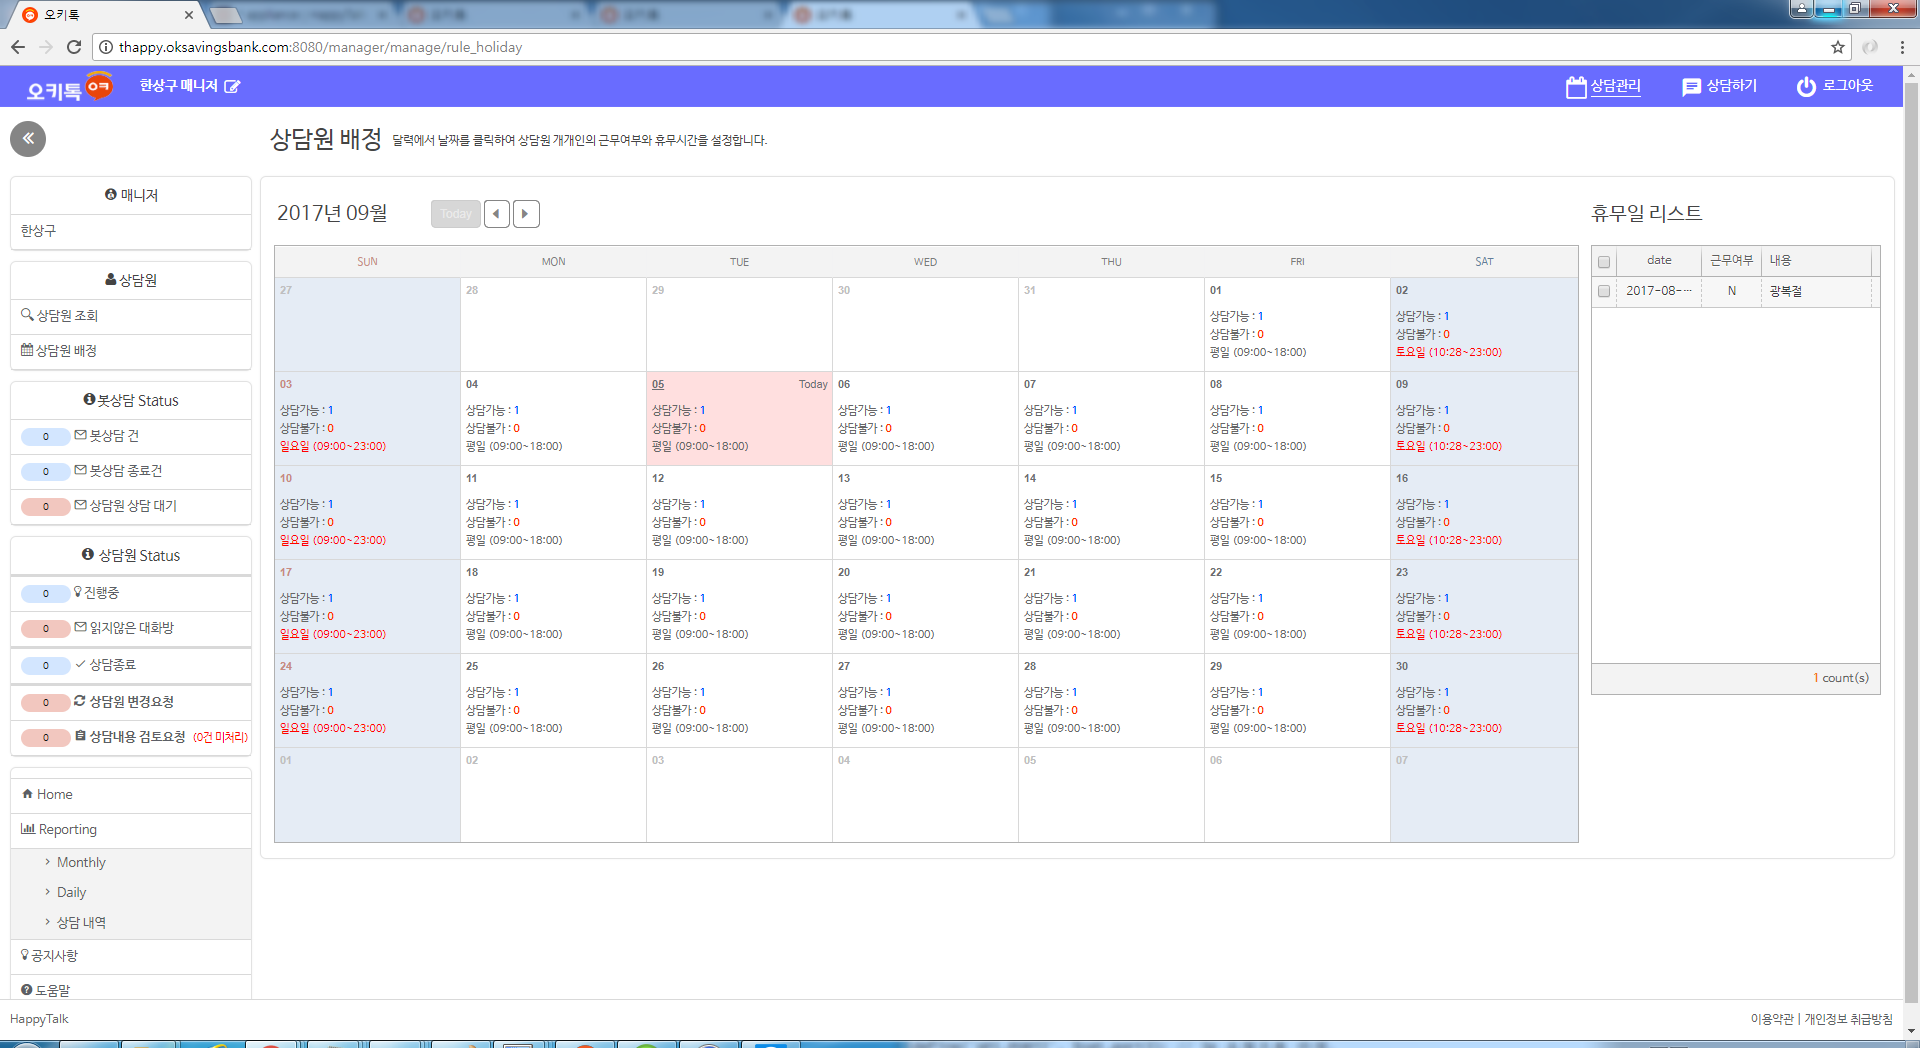 오키톡
thappy.oksavingsbank.com:8080/manager/manage/rule_holiday
오키톡 한상구 매니저 상담관리 상담하기 로그아웃
상담원 배정 달력에서 날짜를 클릭하여 상담원 개개인의 근무여부와 휴무시간을 설정합니다.
매니저
한상구
상담원
상담원 조회
상담원 배정
봇상담 Status
0 봇상담 건
0 봇상담 종료건
0 상담원 상담 대기
상담원 Status
0 진행중
0 읽지않은 대화방
0 상담종료
0 상담원 변경요청
0 상담내용 검토요청 (0건 미처리)
Home
Reporting
Monthly
Daily
상담 내역
공지사항
도움말
2017년 09월 Today
SUN MON TUE WED THU FRI SAT
27 28 29 30 31 01 02
상담가능 : 1 상담가능 : 1
상담불가 : 0 상담불가 : 0
평일 (09:00~18:00) 토요일 (10:28~23:00)
03 04 05 Today 06 07 08 09
상담가능 : 1 상담가능 : 1 상담가능 : 1 상담가능 : 1 상담가능 : 1 상담가능 : 1 상담가능 : 1
상담불가 : 0 상담불가 : 0 상담불가 : 0 상담불가 : 0 상담불가 : 0 상담불가 : 0 상담불가 : 0
일요일 (09:00~23:00) 평일 (09:00~18:00) 평일 (09:00~18:00) 평일 (09:00~18:00) 평일 (09:00~18:00) 평일 (09:00~18:00) 토요일 (10:28~23:00)
10 11 12 13 14 15 16
상담가능 : 1 상담가능 : 1 상담가능 : 1 상담가능 : 1 상담가능 : 1 상담가능 : 1 상담가능 : 1
상담불가 : 0 상담불가 : 0 상담불가 : 0 상담불가 : 0 상담불가 : 0 상담불가 : 0 상담불가 : 0
일요일 (09:00~23:00) 평일 (09:00~18:00) 평일 (09:00~18:00) 평일 (09:00~18:00) 평일 (09:00~18:00) 평일 (09:00~18:00) 토요일 (10:28~23:00)
17 18 19 20 21 22 23
상담가능 : 1 상담가능 : 1 상담가능 : 1 상담가능 : 1 상담가능 : 1 상담가능 : 1 상담가능 : 1
상담불가 : 0 상담불가 : 0 상담불가 : 0 상담불가 : 0 상담불가 : 0 상담불가 : 0 상담불가 : 0
일요일 (09:00~23:00) 평일 (09:00~18:00) 평일 (09:00~18:00) 평일 (09:00~18:00) 평일 (09:00~18:00) 평일 (09:00~18:00) 토요일 (10:28~23:00)
24 25 26 27 28 29 30
상담가능 : 1 상담가능 : 1 상담가능 : 1 상담가능 : 1 상담가능 : 1 상담가능 : 1 상담가능 : 1
상담불가 : 0 상담불가 : 0 상담불가 : 0 상담불가 : 0 상담불가 : 0 상담불가 : 0 상담불가 : 0
일요일 (09:00~23:00) 평일 (09:00~18:00) 평일 (09:00~18:00) 평일 (09:00~18:00) 평일 (09:00~18:00) 평일 (09:00~18:00) 토요일 (10:28~23:00)
01 02 03 04 05 06 07
휴무일 리스트
date 근무여부 내용
2017-08-… N 광복절
1 count(s)
HappyTalk 이용약관 | 개인정보 취급방침